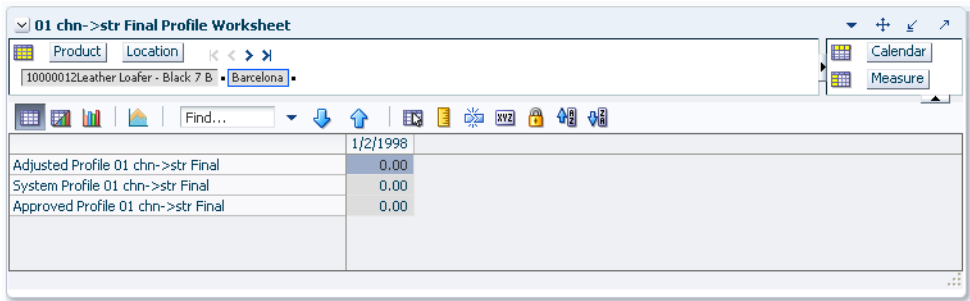 01 chn->str Final Profile Worksheet
Product Location
Calendar
10000012Leather Loafer - Black 7 B Barcelona
Measure
Find...
XYZ
1/2/1998
Adjusted Profile 01 chn->str Final 0.00
System Profile 01 chn->str Final 0.00
Approved Profile 01 chn->str Final 0.00